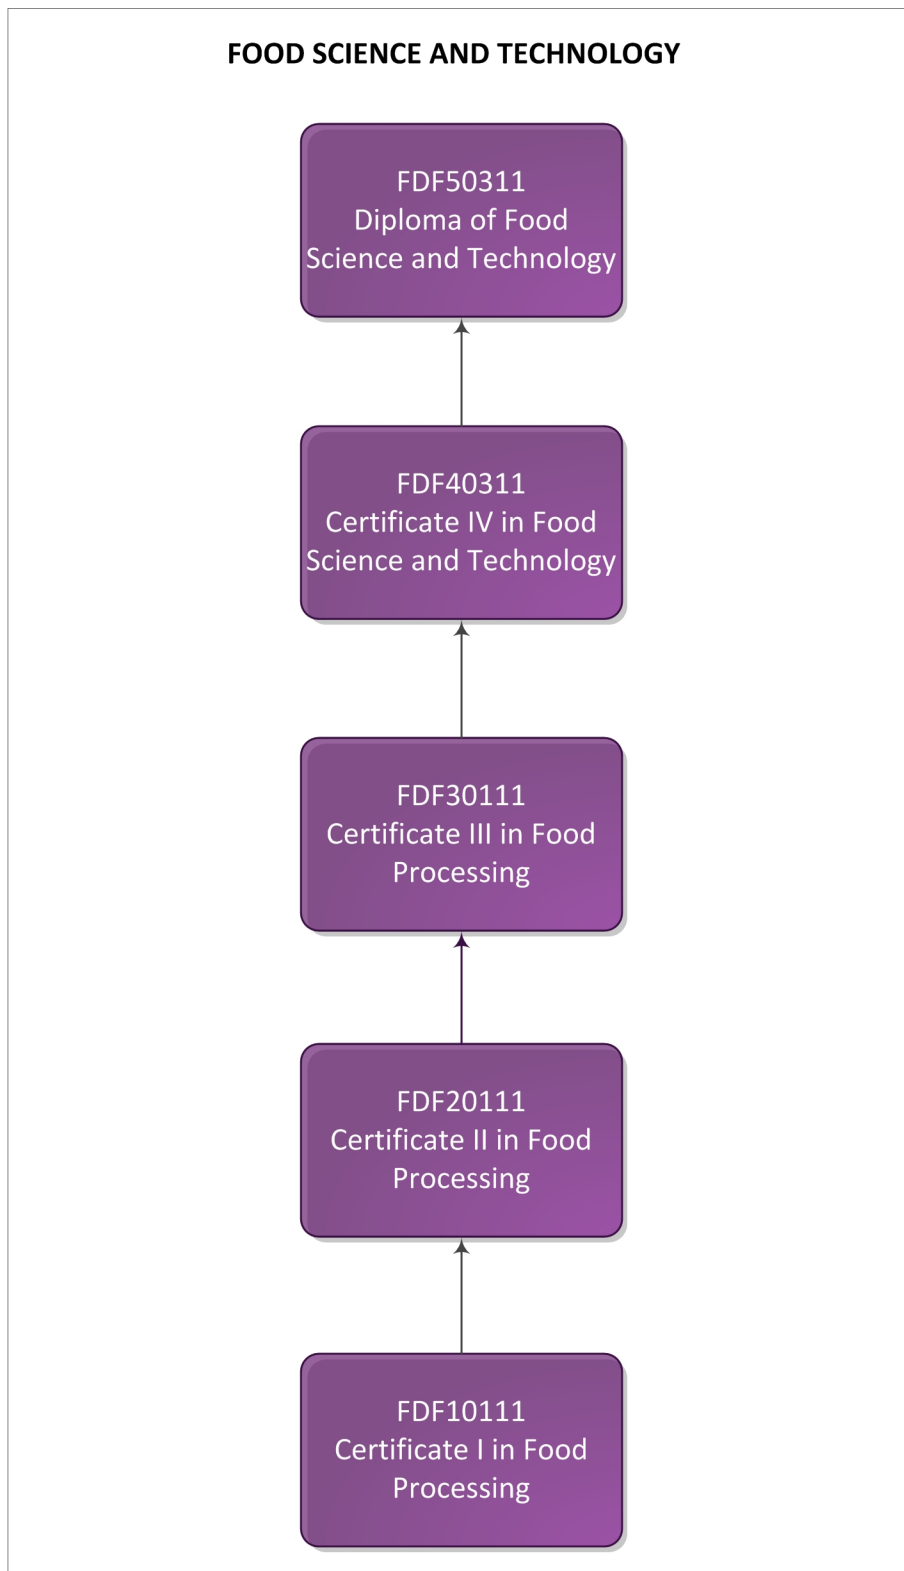 FOOD SCIENCE AND TECHNOLOGY
FDF50311
Diploma of Food
Science and Technology
FDF40311
Certificate IV in Food
Science and Technology
FDF30111
Certificate III in Food
Processing
FDF20111
Certificate II in Food
Processing
FDF10111
Certificate I in Food
Processing